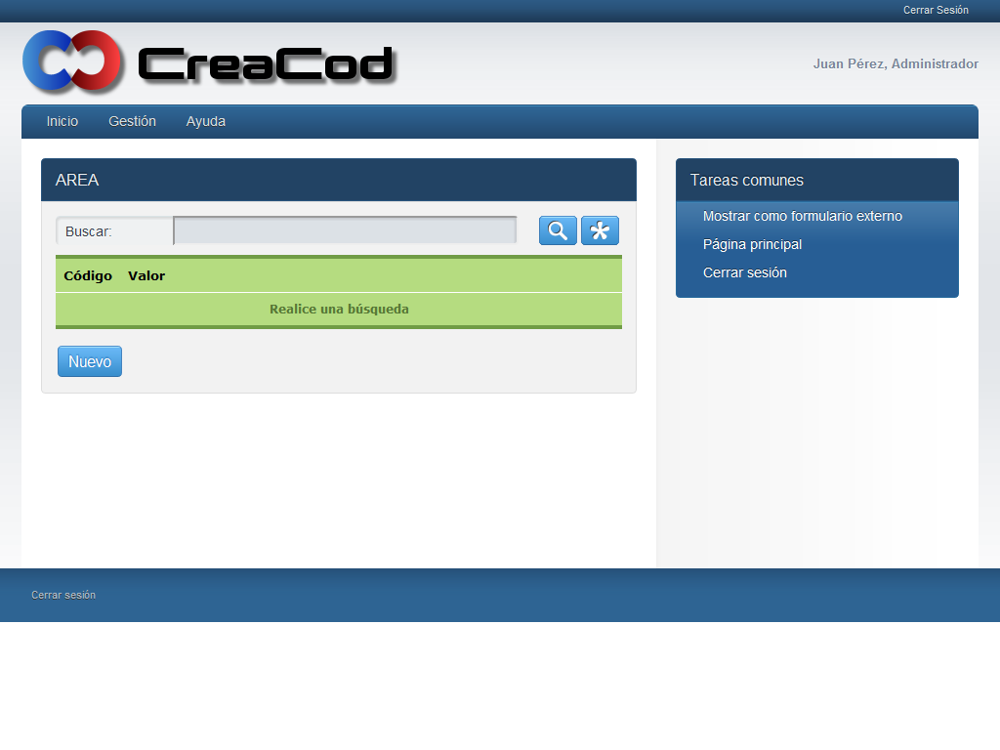 Cerrar Sesión
CreaCod
Juan Pérez, Administrador
Inicio Gestión Ayuda
AREA
Buscar:
Código Valor
Realice una búsqueda
Nuevo
Tareas comunes
Mostrar como formulario externo
Página principal
Cerrar sesión
Cerrar sesión